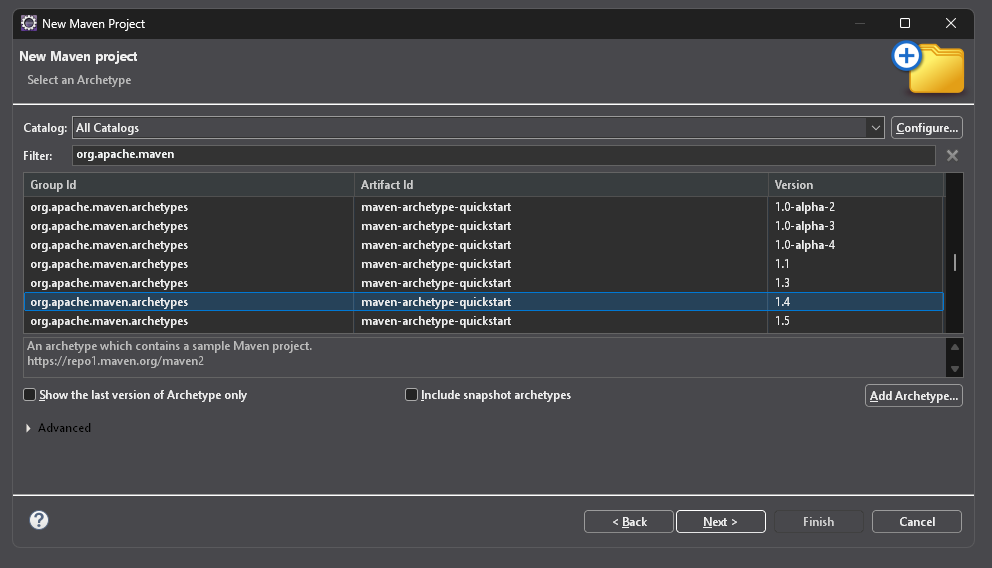 New Maven Project
New Maven project
Select an Archetype
Catalog: All Catalogs Configure...
Filter: org.apache.maven
Group Id Artifact Id Version
org.apache.maven.archetypes maven-archetype-quickstart 1.0-alpha-2
org.apache.maven.archetypes maven-archetype-quickstart 1.0-alpha-3
org.apache.maven.archetypes maven-archetype-quickstart 1.0-alpha-4
org.apache.maven.archetypes maven-archetype-quickstart 1.1
org.apache.maven.archetypes maven-archetype-quickstart 1.3
org.apache.maven.archetypes maven-archetype-quickstart 1.4
org.apache.maven.archetypes maven-archetype-quickstart 1.5
An archetype which contains a sample Maven project.
https://repo1.maven.org/maven2
Show the last version of Archetype only Include snapshot archetypes Add Archetype...
Advanced
? < Back Next > Finish Cancel